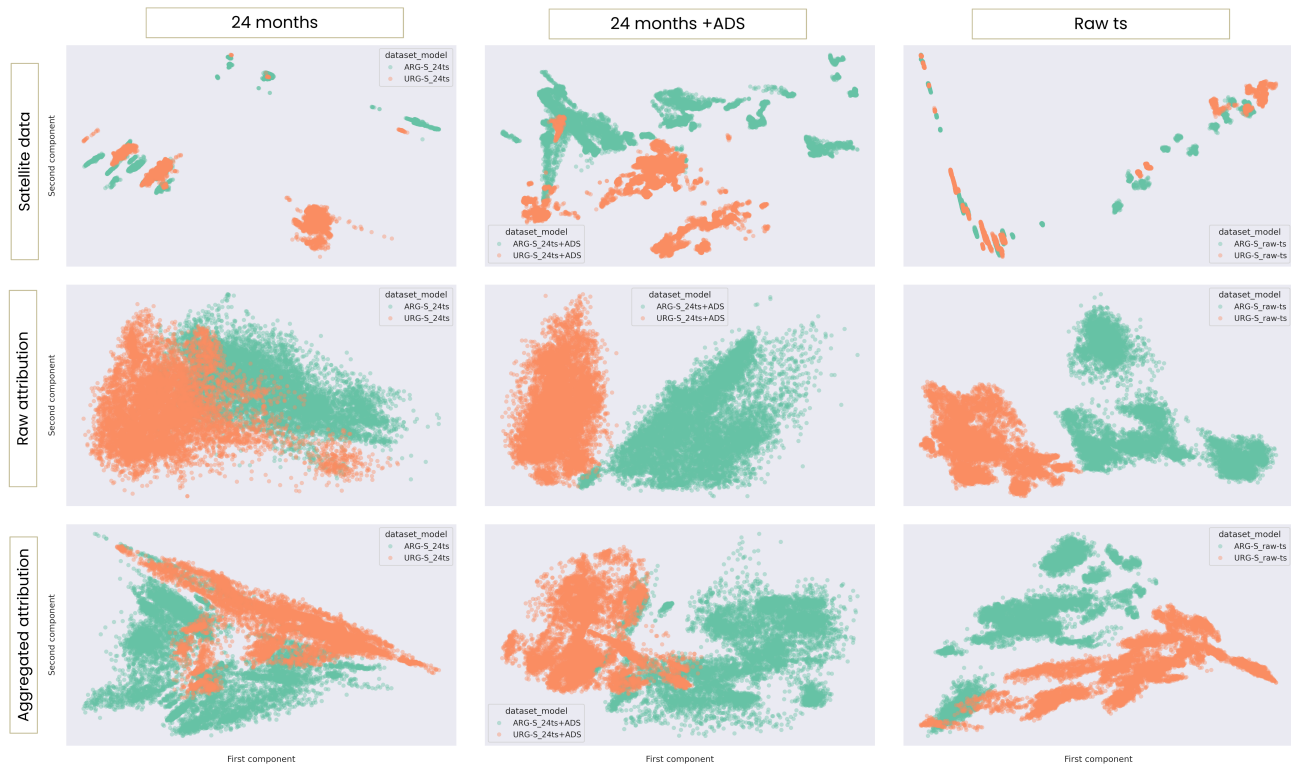 24 months
24 months +ADS
Raw ts
Satellite data
Second component
dataset_model
ARG-S_24ts
URG-S_24ts
dataset_model
ARG-S_24ts+ADS
URG-S_24ts+ADS
dataset_model
ARG-S_raw-ts
URG-S_raw-ts
Raw attribution
Second component
dataset_model
ARG-S_24ts
URG-S_24ts
dataset_model
ARG-S_24ts+ADS
URG-S_24ts+ADS
dataset_model
ARG-S_raw-ts
URG-S_raw-ts
Aggregated attribution
Second component
dataset_model
ARG-S_24ts
URG-S_24ts
dataset_model
ARG-S_24ts+ADS
URG-S_24ts+ADS
dataset_model
ARG-S_raw-ts
URG-S_raw-ts
First component
First component
First component